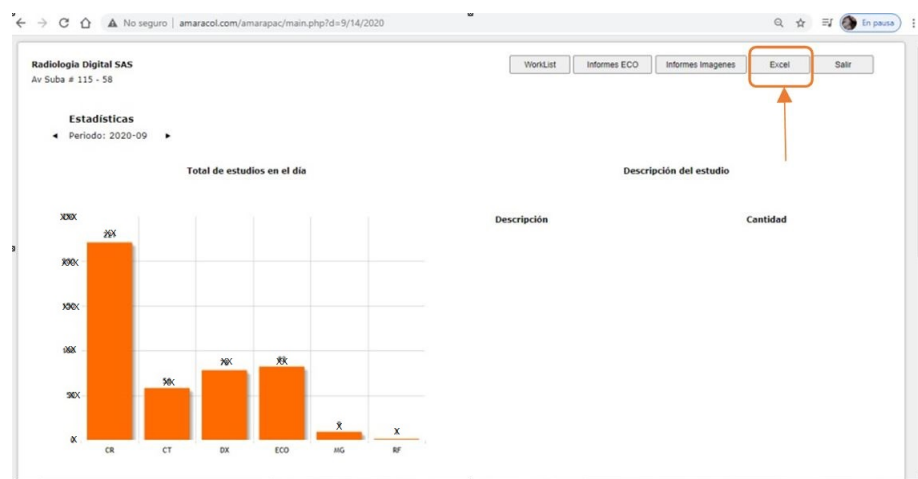 No seguro | amaracol.com/amarapac/main.php?d=9/14/2020
En pausa
Radiologia Digital SAS
Av Suba # 115 - 58
WorkList Informes ECO Informes Imagenes Excel Salir
Estadísticas
Periodo: 2020-09
Total de estudios en el día
Descripción del estudio
Descripción Cantidad
CR CT DX ECO MG RF